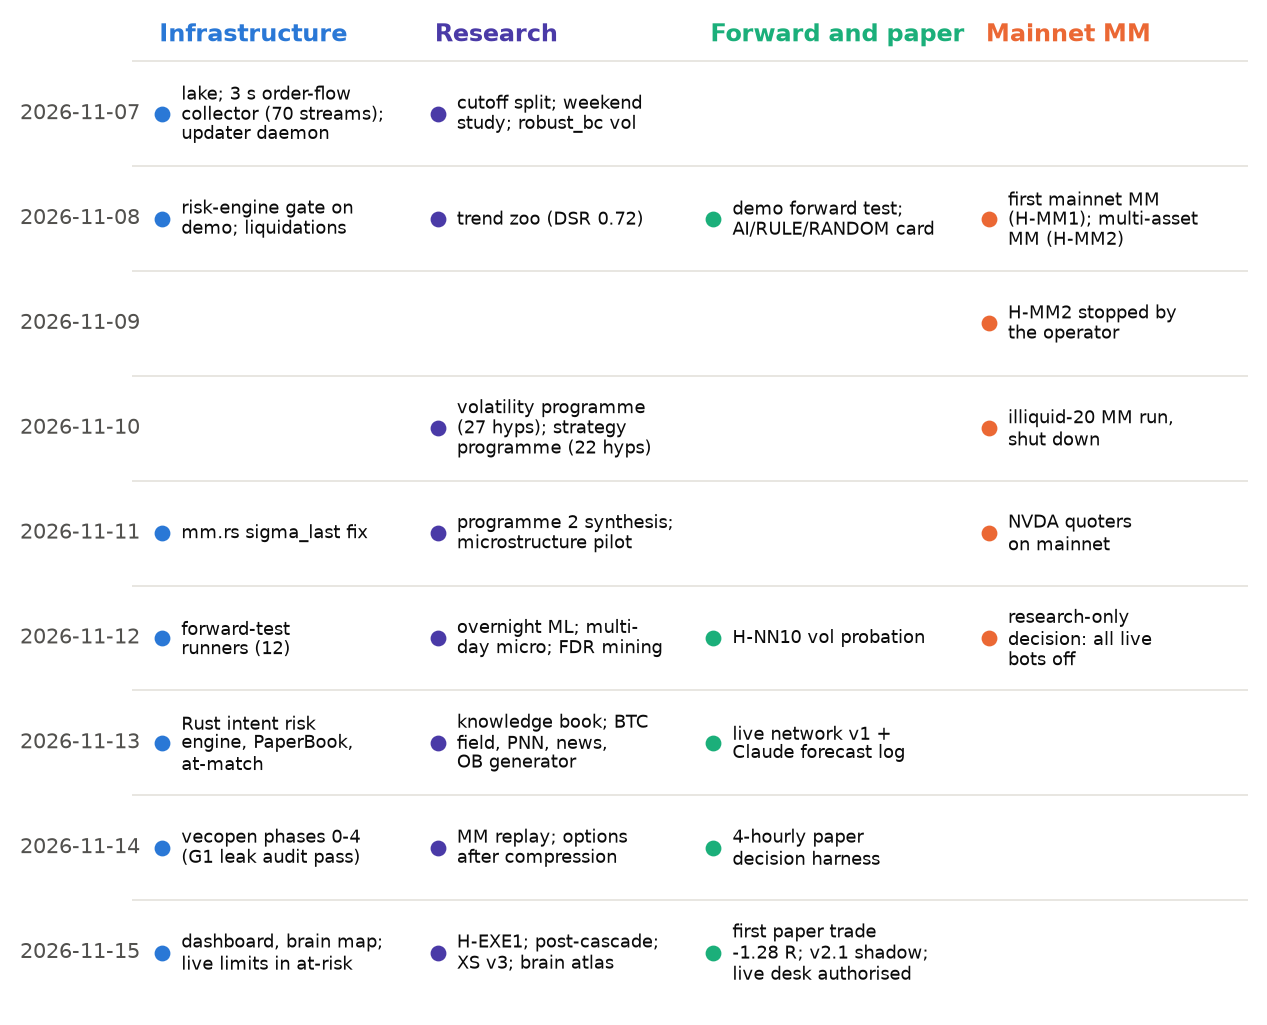 Infrastructure
Research
Forward and paper
Mainnet MM
2026-11-07
lake; 3 s order-flow
collector (70 streams);
updater daemon
cutoff split; weekend
study; robust_bc vol
2026-11-08
risk-engine gate on
demo; liquidations
trend zoo (DSR 0.72)
demo forward test;
AI/RULE/RANDOM card
first mainnet MM
(H-MM1); multi-asset
MM (H-MM2)
2026-11-09
H-MM2 stopped by
the operator
2026-11-10
volatility programme
(27 hyps); strategy
programme (22 hyps)
illiquid-20 MM run,
shut down
2026-11-11
mm.rs sigma_last fix
programme 2 synthesis;
microstructure pilot
NVDA quoters
on mainnet
2026-11-12
forward-test
runners (12)
overnight ML; multi-
day micro; FDR mining
H-NN10 vol probation
research-only
decision: all live
bots off
2026-11-13
Rust intent risk
engine, PaperBook,
at-match
knowledge book; BTC
field, PNN, news,
OB generator
live network v1 +
Claude forecast log
2026-11-14
vecopen phases 0-4
(G1 leak audit pass)
MM replay; options
after compression
4-hourly paper
decision harness
2026-11-15
dashboard, brain map;
live limits in at-risk
H-EXE1; post-cascade;
XS v3; brain atlas
first paper trade
-1.28 R; v2.1 shadow;
live desk authorised